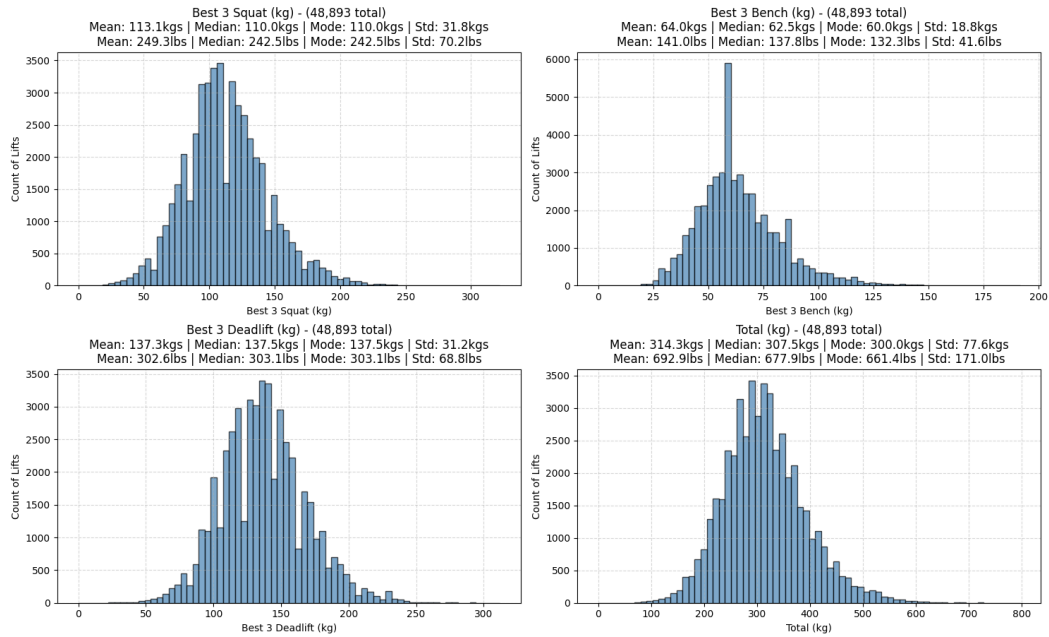 Best 3 Squat (kg) - (48,893 total)
Mean: 113.1kgs | Median: 110.0kgs | Mode: 110.0kgs | Std: 31.8kgs
Mean: 249.3lbs | Median: 242.5lbs | Mode: 242.5lbs | Std: 70.2lbs
Count of Lifts
3500
3000
2500
2000
1500
1000
500
0
0 50 100 150 200 250 300
Best 3 Squat (kg)
Best 3 Bench (kg) - (48,893 total)
Mean: 64.0kgs | Median: 62.5kgs | Mode: 60.0kgs | Std: 18.8kgs
Mean: 141.0lbs | Median: 137.8lbs | Mode: 132.3lbs | Std: 41.6lbs
Count of Lifts
6000
5000
4000
3000
2000
1000
0
0 25 50 75 100 125 150 175 200
Best 3 Bench (kg)
Best 3 Deadlift (kg) - (48,893 total)
Mean: 137.3kgs | Median: 137.5kgs | Mode: 137.5kgs | Std: 31.2kgs
Mean: 302.6lbs | Median: 303.1lbs | Mode: 303.1lbs | Std: 68.8lbs
Count of Lifts
3500
3000
2500
2000
1500
1000
500
0
0 50 100 150 200 250 300
Best 3 Deadlift (kg)
Total (kg) - (48,893 total)
Mean: 314.3kgs | Median: 307.5kgs | Mode: 300.0kgs | Std: 77.6kgs
Mean: 692.9lbs | Median: 677.9lbs | Mode: 661.4lbs | Std: 171.0lbs
Count of Lifts
3500
3000
2500
2000
1500
1000
500
0
0 100 200 300 400 500 600 700 800
Total (kg)